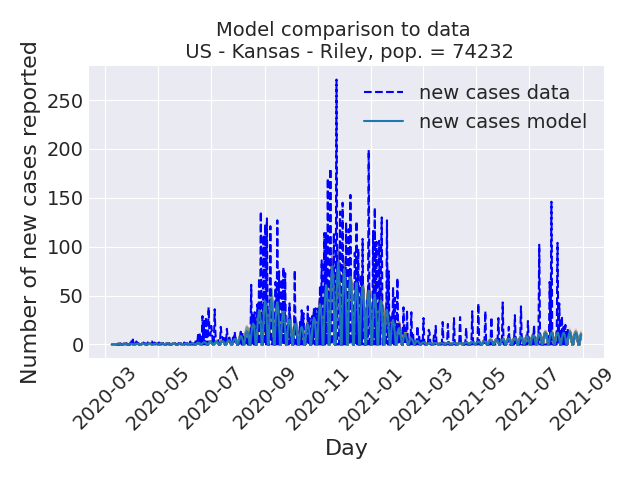 Model comparison to data
US - Kansas - Riley, pop. = 74232
Number of new cases reported
250
200
150
100
50
0
new cases data
new cases model
2020-03
2020-05
2020-07
2020-09
2020-11
2021-01
2021-03
2021-05
2021-07
2021-09
Day